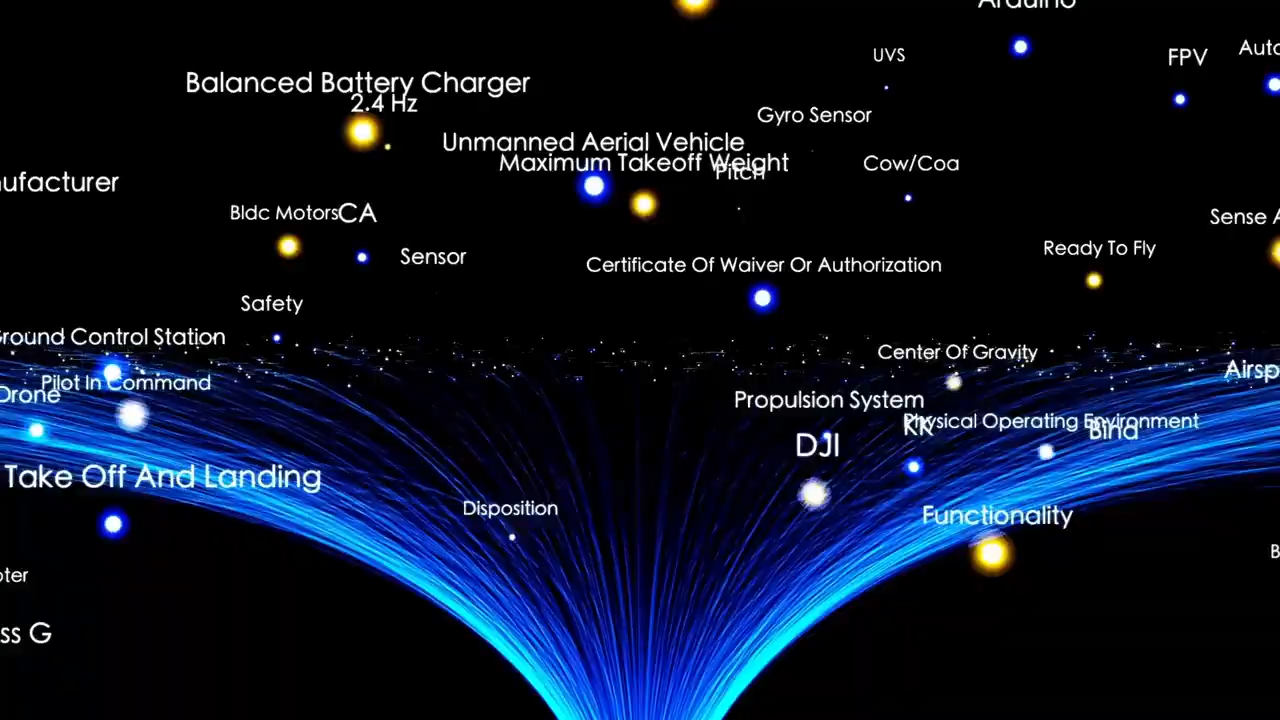 Arduino
UVS
FPV
Balanced Battery Charger
2.4 Hz
Gyro Sensor
Unmanned Aerial Vehicle
Maximum Takeoff Weight
Pitch
Cow/Coa
ufacturer
Bldc Motors
CA
Sense A
Sensor
Certificate Of Waiver Or Authorization
Ready To Fly
Safety
Ground Control Station
Center Of Gravity
Airsp
Pilot In Command
Drone
Propulsion System
KK
Physical Operating Environment
Bind
DJI
Take Off And Landing
Disposition
Functionality
B
oter
ss G
Auto